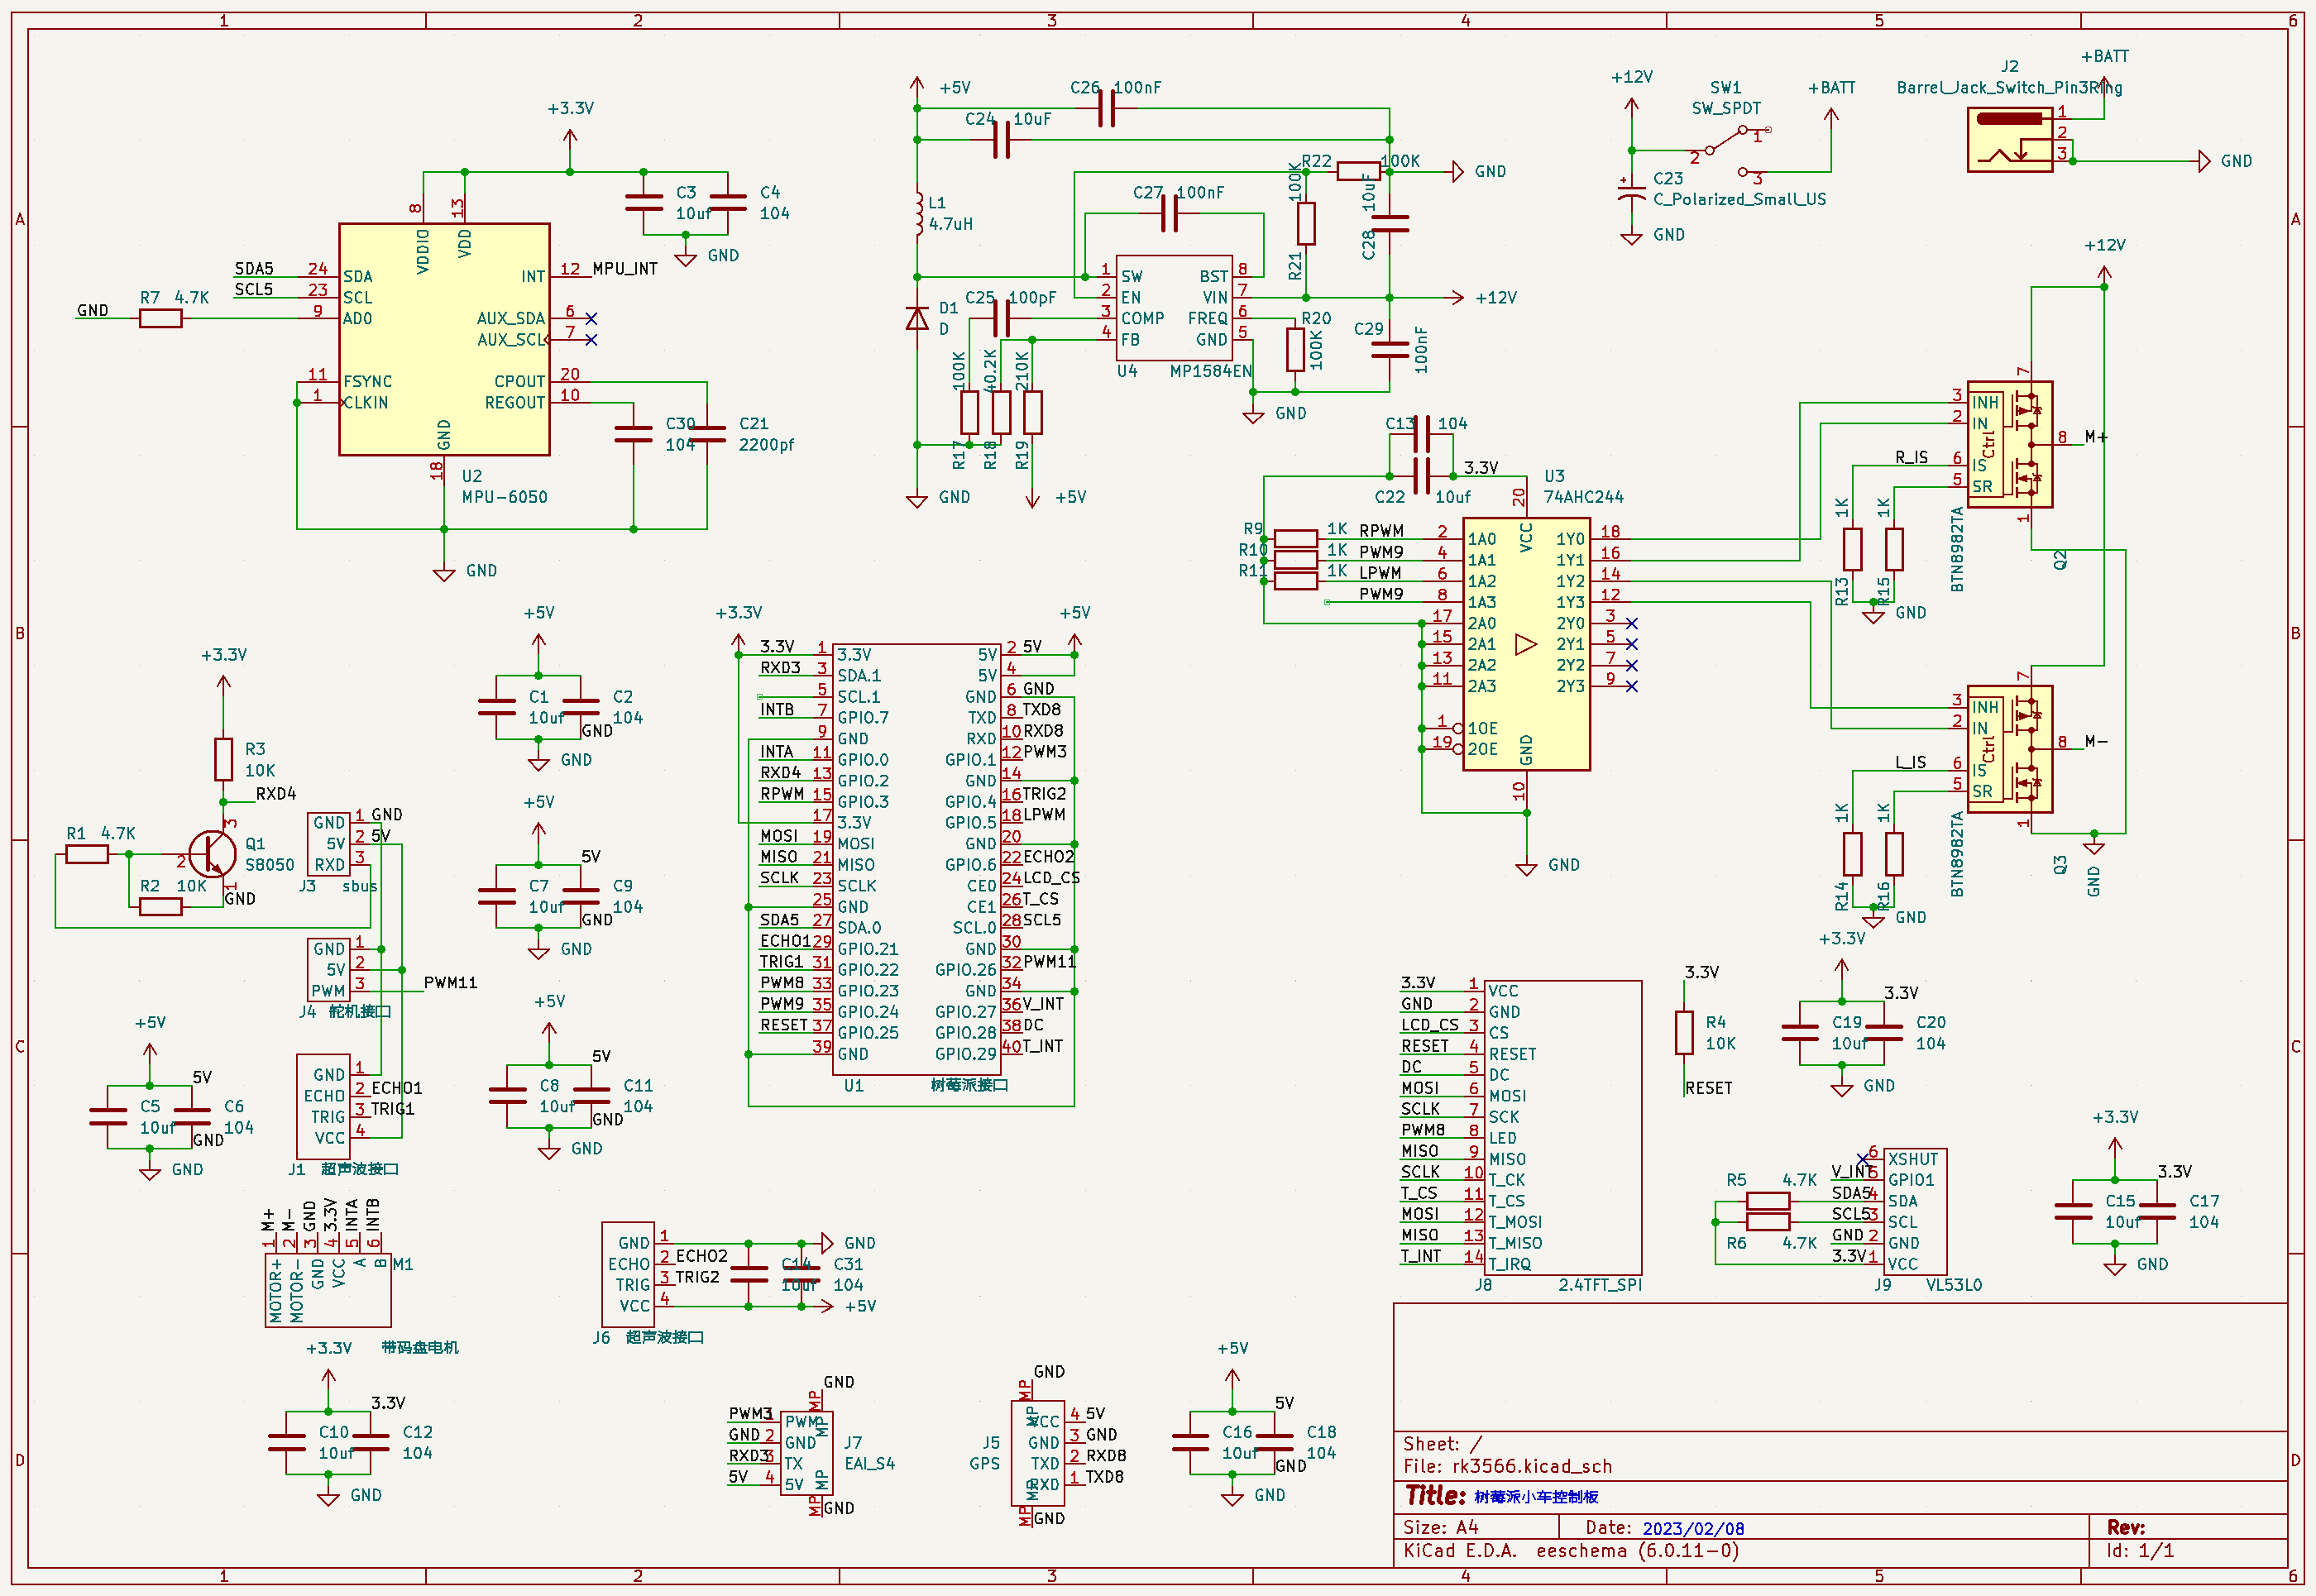 1 2 3 4 5 6
A
B
C
D
+3.3V
C3
10uf
C4
104
GND
8 VDDIO
13 VDD
SDA5 24 SDA
SCL5 23 SCL
GND R7 4.7K 9 AD0
INT 12 MPU_INT
AUX_SDA 6
AUX_SCL 7
11 FSYNC
1 CLKIN
CPOUT 20
REGOUT 10
GND 18
U2
MPU-6050
C30
104
C21
2200pf
GND
+5V
C26 100nF
C24 10uF
L1
4.7uH
C27 100nF
R22 100K
R21 100K
C28 10uF
GND
1 SW
2 EN
3 COMP
4 FB
BST 8
VIN 7
FREQ 6
GND 5
U4 MP1584EN
+12V
D1
D
C25 100pF
R17 100K
R18 40.2K
R19 210K
R20
100K
C29
100nF
GND
GND
+5V
+12V
SW1
SW_SPDT
+BATT
1
2
3
C23
C_Polarized_Small_US
GND
+BATT
J2
Barrel_Jack_Switch_Pin3Ring
1
2
3
GND
C13 104
C22 10uf
3.3V
U3
74AHC244
20 VCC
R9 1K RPWM 2 1A0
R10 1K PWM9 4 1A1
R11 1K LPWM 6 1A2
PWM9 8 1A3
17 2A0
15 2A1
13 2A2
11 2A3
1 1OE
19 2OE
1Y0 18
1Y1 16
1Y2 14
1Y3 12
2Y0 3
2Y1 5
2Y2 7
2Y3 9
GND 10
GND
+12V
7
3 INH
2 IN
R_IS 6 IS
5 SR
Ctrl
8 M+
1
BTN8982TA
Q2
R13 1K
R15 1K
GND
7
3 INH
2 IN
L_IS 6 IS
5 SR
Ctrl
8 M-
1
BTN8982TA
Q3
R14 1K
R16 1K
GND
GND
+3.3V
R3
10K
RXD4
R1 4.7K
2
3
1
Q1
S8050
R2 10K
GND
GND 1 GND
5V 2 5V
RXD 3
J3 sbus
GND 1
5V 2
PWM 3 PWM11
J4 舵机接口
GND 1
ECHO 2 ECHO1
TRIG 3 TRIG1
VCC 4
J1 超声波接口
+5V
C1
10uf
C2
104
GND
GND
+5V
5V
C7
10uf
C9
104
GND
GND
+5V
5V
C8
10uf
C11
104
GND
GND
+5V
5V
C5
10uf
C6
104
GND
GND
+3.3V
+5V
3.3V 1 3.3V
RXD3 3 SDA.1
5 SCL.1
INTB 7 GPIO.7
9 GND
INTA 11 GPIO.0
RXD4 13 GPIO.2
RPWM 15 GPIO.3
17 3.3V
MOSI 19 MOSI
MISO 21 MISO
SCLK 23 SCLK
25 GND
SDA5 27 SDA.0
ECHO1 29 GPIO.21
TRIG1 31 GPIO.22
PWM8 33 GPIO.23
PWM9 35 GPIO.24
RESET 37 GPIO.25
39 GND
5V 2 5V
5V 4
GND 6 GND
TXD 8 TXD8
RXD 10 RXD8
GPIO.1 12 PWM3
GND 14
GPIO.4 16 TRIG2
GPIO.5 18 LPWM
GND 20
GPIO.6 22 ECHO2
CE0 24 LCD_CS
CE1 26 T_CS
SCL.0 28 SCL5
GND 30
GPIO.26 32 PWM11
GND 34
GPIO.27 36 V_INT
GPIO.28 38 DC
GPIO.29 40 T_INT
U1 树莓派接口
M+ 1 MOTOR+
M- 2 MOTOR-
GND 3 GND
3.3V 4 VCC
INTA 5 A
INTB 6 B
M1
带码盘电机
+3.3V
3.3V
C10
10uf
C12
104
GND
GND 1
ECHO 2 ECHO2
TRIG 3 TRIG2
VCC 4
J6 超声波接口
C14
10uf
C31
104
GND
+5V
GND
MP
PWM3 1 PWM
GND 2 GND
RXD3 3 TX
5V 4 5V
MP
MP
MP
GND
J7
EAI_S4
GND
MP
MP
VCC 4 5V
GND 3 GND
TXD 2 RXD8
RXD 1 TXD8
MP
MP
GND
J5
GPS
+5V
5V
C16
10uf
C18
104
GND
GND
3.3V 1 VCC
GND 2 GND
LCD_CS 3 CS
RESET 4 RESET
DC 5 DC
MOSI 6 MOSI
SCLK 7 SCK
PWM8 8 LED
MISO 9 MISO
SCLK 10 T_CK
T_CS 11 T_CS
MOSI 12 T_MOSI
MISO 13 T_MISO
T_INT 14 T_IRQ
J8 2.4TFT_SPI
3.3V
R4
10K
RESET
+3.3V
3.3V
C19
10uf
C20
104
GND
R5 4.7K
R6 4.7K
6 XSHUT
V_INT 5 GPIO1
SDA5 4 SDA
SCL5 3 SCL
GND 2 GND
3.3V 1 VCC
J9 VL53L0
+3.3V
3.3V
C15
10uf
C17
104
GND
Sheet: /
File: rk3566.kicad_sch
Title: 树莓派小车控制板
Size: A4 Date: 2023/02/08 Rev:
KiCad E.D.A. eeschema (6.0.11-0) Id: 1/1
1 2 3 4 5 6